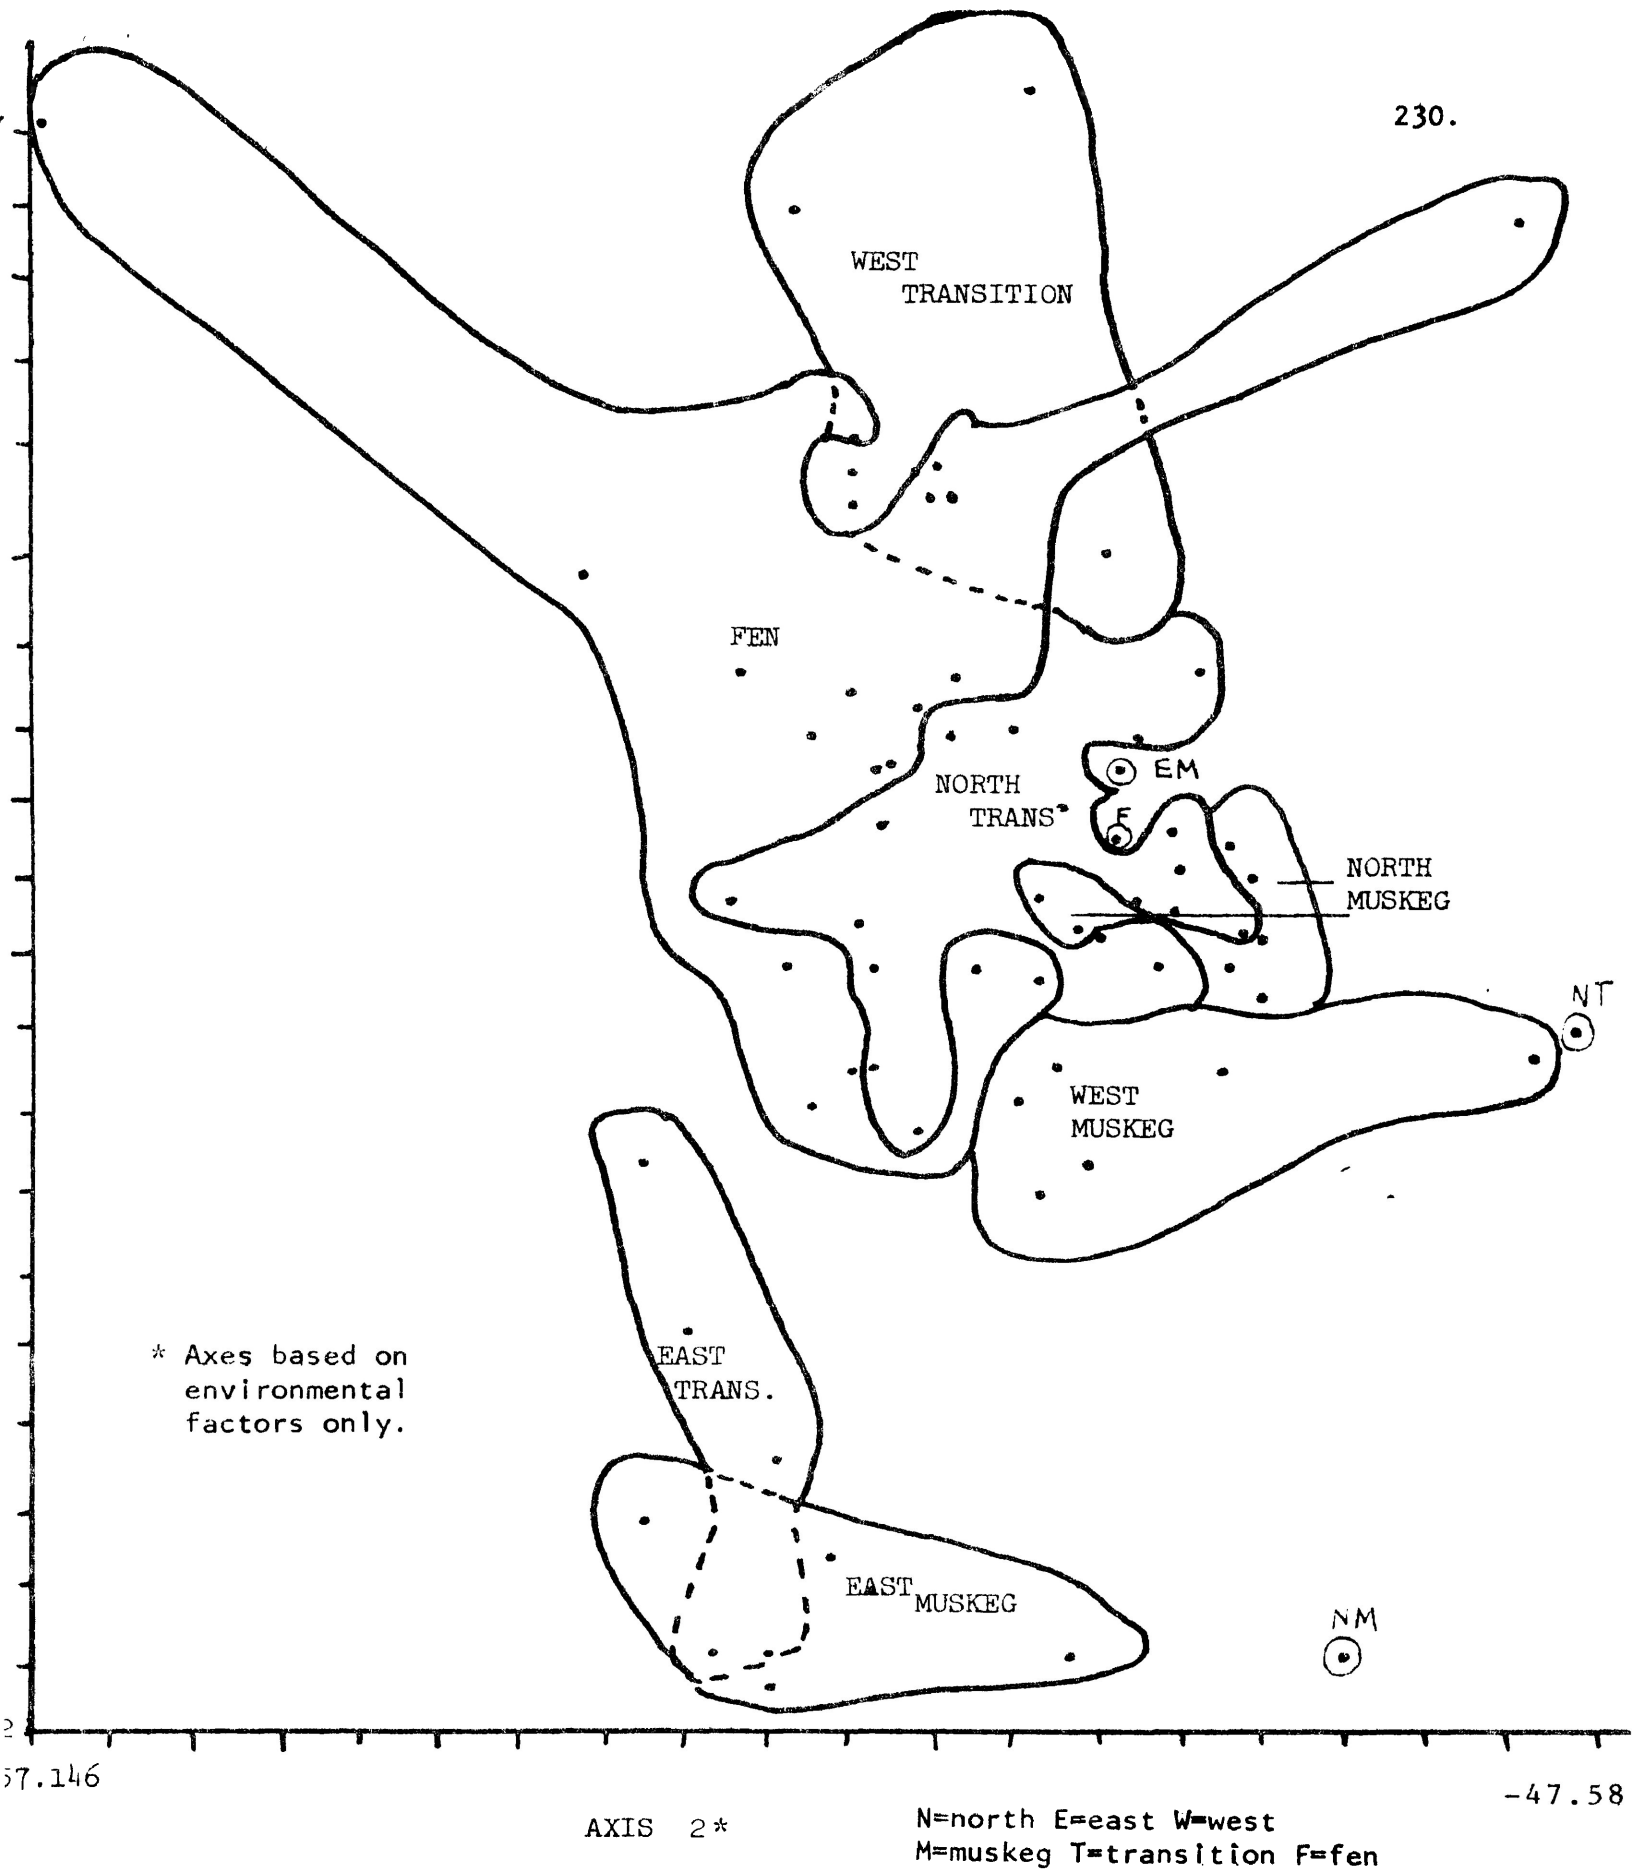 230.
WEST
TRANSITION
FEN
EM
NORTH
TRANS
F
NORTH
MUSKEG
NT
WEST
MUSKEG
* Axes based on
environmental
factors only.
EAST
TRANS.
EAST
MUSKEG
NM
57.146
-47.58
AXIS 2*
N=north E=east W=west
M=muskeg T=transition F=fen